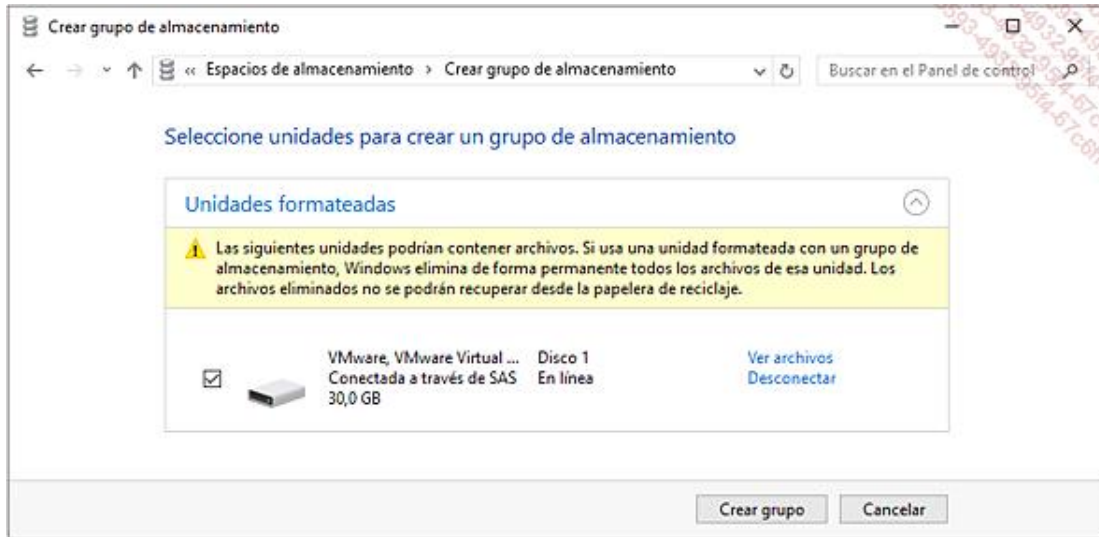 Crear grupo de almacenamiento
« Espacios de almacenamiento › Crear grupo de almacenamiento
Buscar en el Panel de control
Seleccione unidades para crear un grupo de almacenamiento
Unidades formateadas
Las siguientes unidades podrían contener archivos. Si usa una unidad formateada con un grupo de
almacenamiento, Windows elimina de forma permanente todos los archivos de esa unidad. Los
archivos eliminados no se podrán recuperar desde la papelera de reciclaje.
VMware, VMware Virtual ... Disco 1 Ver archivos
Conectada a través de SAS En línea Desconectar
30,0 GB
Crear grupo Cancelar